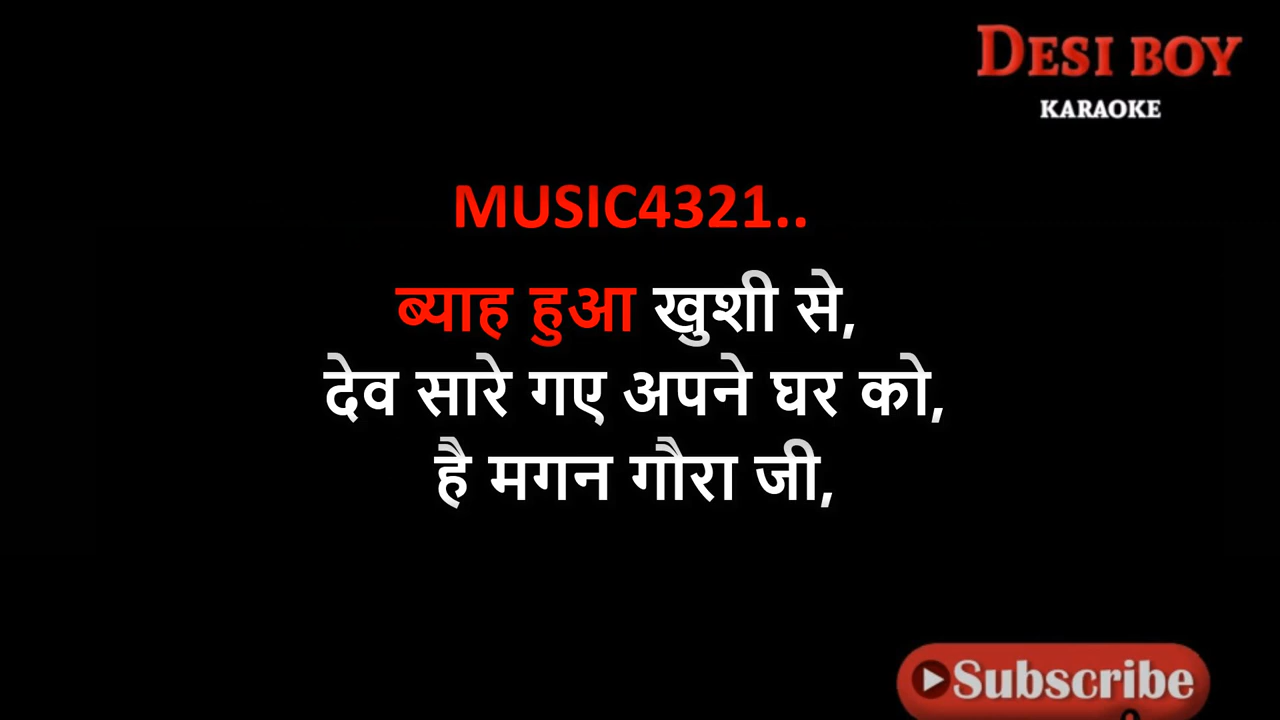 DESI BOY
KARAOKE
MUSIC4321..
ब्याह हुआ खुशी से,
देव सारे गए अपने घर को,
है मगन गौरा जी,
Subscribe